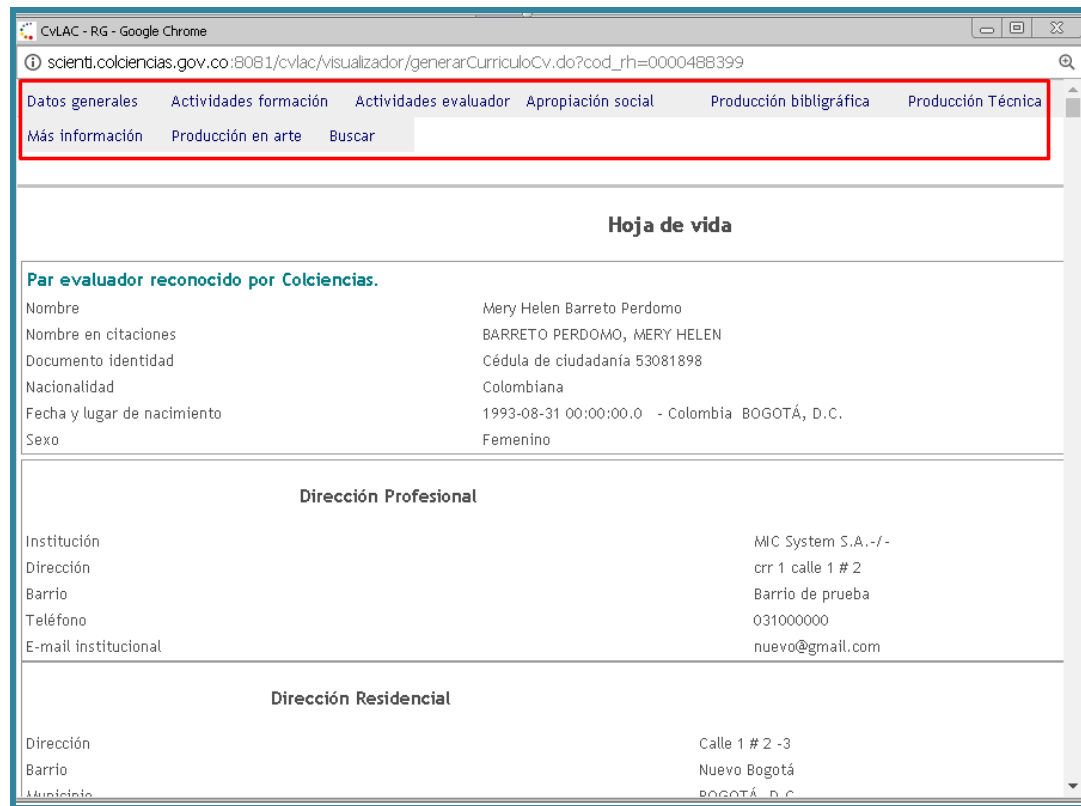 CvLAC - RG - Google Chrome
scienti.colciencias.gov.co:8081/cvlac/visualizador/generarCurriculoCv.do?cod_rh=0000488399
Datos generales Actividades formación Actividades evaluador Apropiación social Producción bibligráfica Producción Técnica
Más información Producción en arte Buscar
Hoja de vida
Par evaluador reconocido por Colciencias.
Nombre Mery Helen Barreto Perdomo
Nombre en citaciones BARRETO PERDOMO, MERY HELEN
Documento identidad Cédula de ciudadanía 53081898
Nacionalidad Colombiana
Fecha y lugar de nacimiento 1993-08-31 00:00:00.0 - Colombia BOGOTÁ, D.C.
Sexo Femenino
Dirección Profesional
Institución MIC System S.A.-/-
Dirección crr 1 calle 1 # 2
Barrio Barrio de prueba
Teléfono 031000000
E-mail institucional nuevo@gmail.com
Dirección Residencial
Dirección Calle 1 # 2 -3
Barrio Nuevo Bogotá
Municipio BOGOTÁ, D.C.